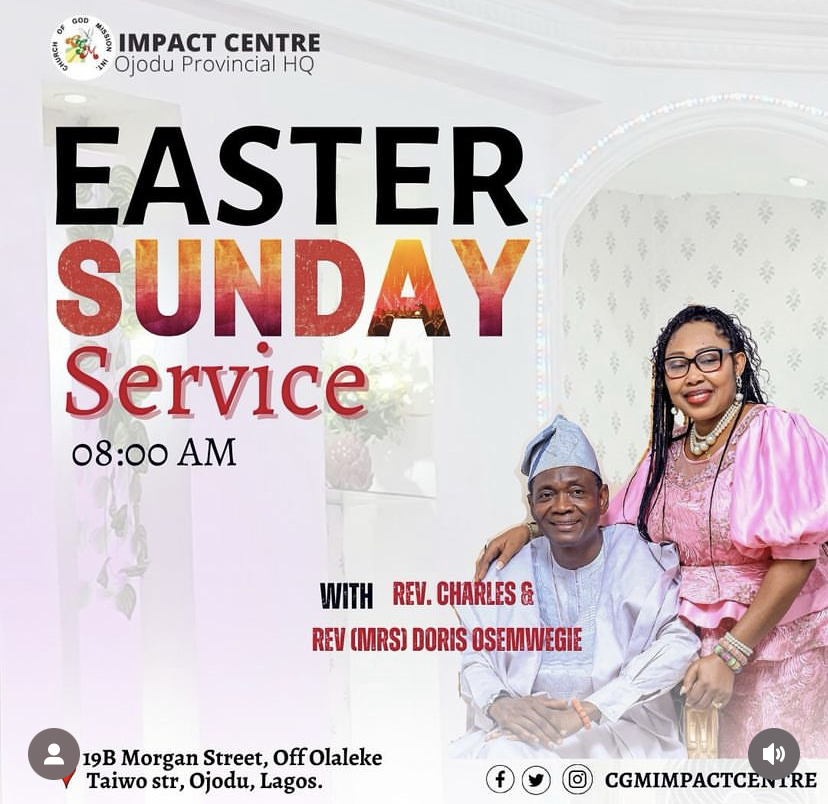 CHURCH OF GOD MISSION INT.
IMPACT CENTRE
Ojodu Provincial HQ
EASTER
SUNDAY
Service
08:00 AM
WITH REV. CHARLES &
REV (MRS) DORIS OSEMWEGIE
19B Morgan Street, Off Olaleke
Taiwo str, Ojodu, Lagos.
CGMIMPACTCENTRE